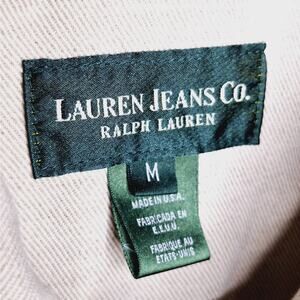 LAUREN JEANS CO.
RALPH LAUREN
M
MADE IN U.S.A.
FABRICADA EN
E.E.U.U.
FABRIQUE AU
ETATS-UNIS